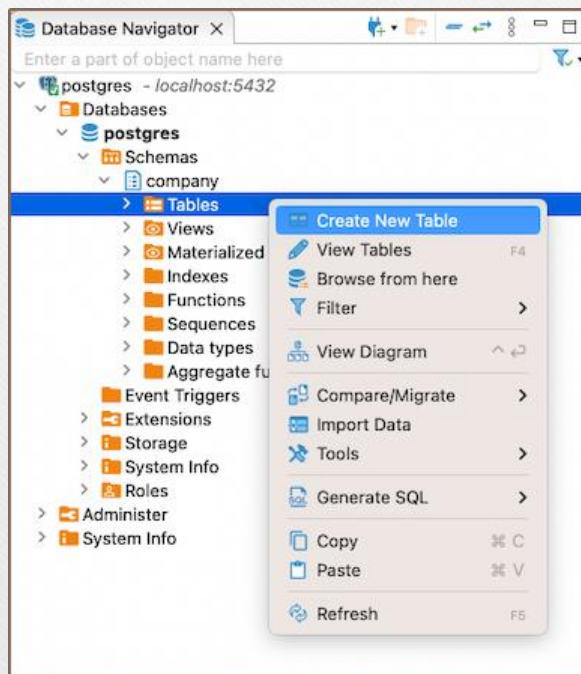 Database Navigator
Enter a part of object name here
postgres - localhost:5432
Databases
postgres
Schemas
company
Tables
Views
Materialized
Indexes
Functions
Sequences
Data types
Aggregate fu
Event Triggers
Extensions
Storage
System Info
Roles
Administer
System Info
Create New Table
View Tables F4
Browse from here
Filter
View Diagram ^ ↩
Compare/Migrate
Import Data
Tools
SQL Generate SQL
Copy ⌘ C
Paste ⌘ V
Refresh F5